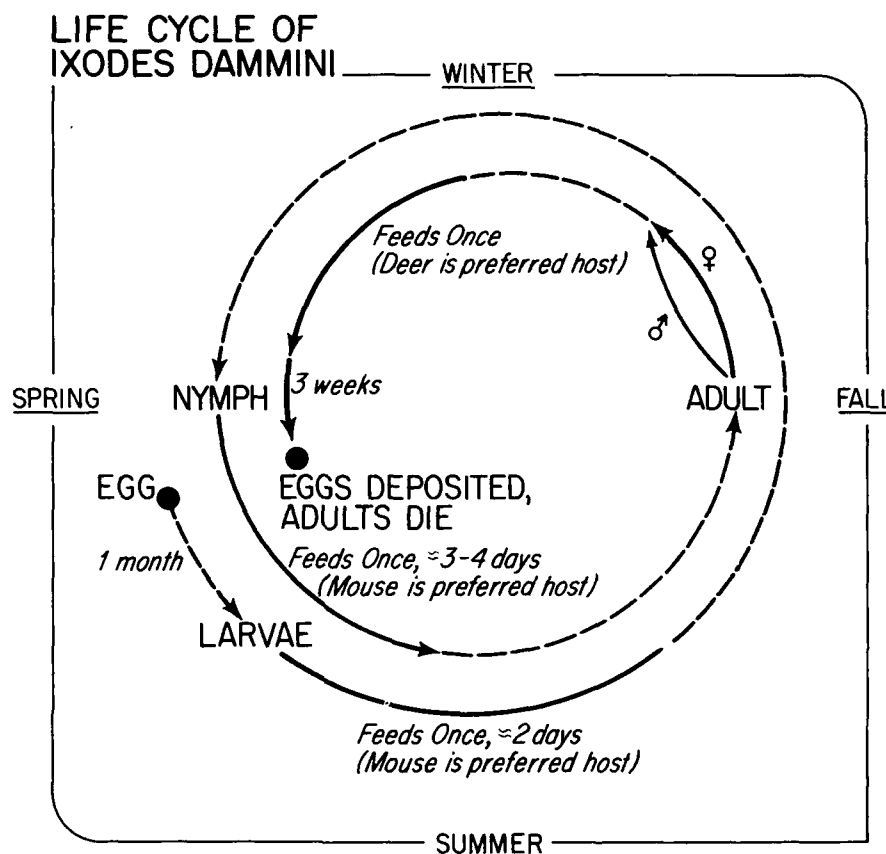 LIFE CYCLE OF
IXODES DAMMINI
WINTER
Feeds Once
(Deer is preferred host)
♀
♂
SPRING
NYMPH
3 weeks
ADULT
FALL
EGG
EGGS DEPOSITED,
ADULTS DIE
1 month
Feeds Once, ≈3-4 days
(Mouse is preferred host)
LARVAE
Feeds Once, ≈2 days
(Mouse is preferred host)
SUMMER